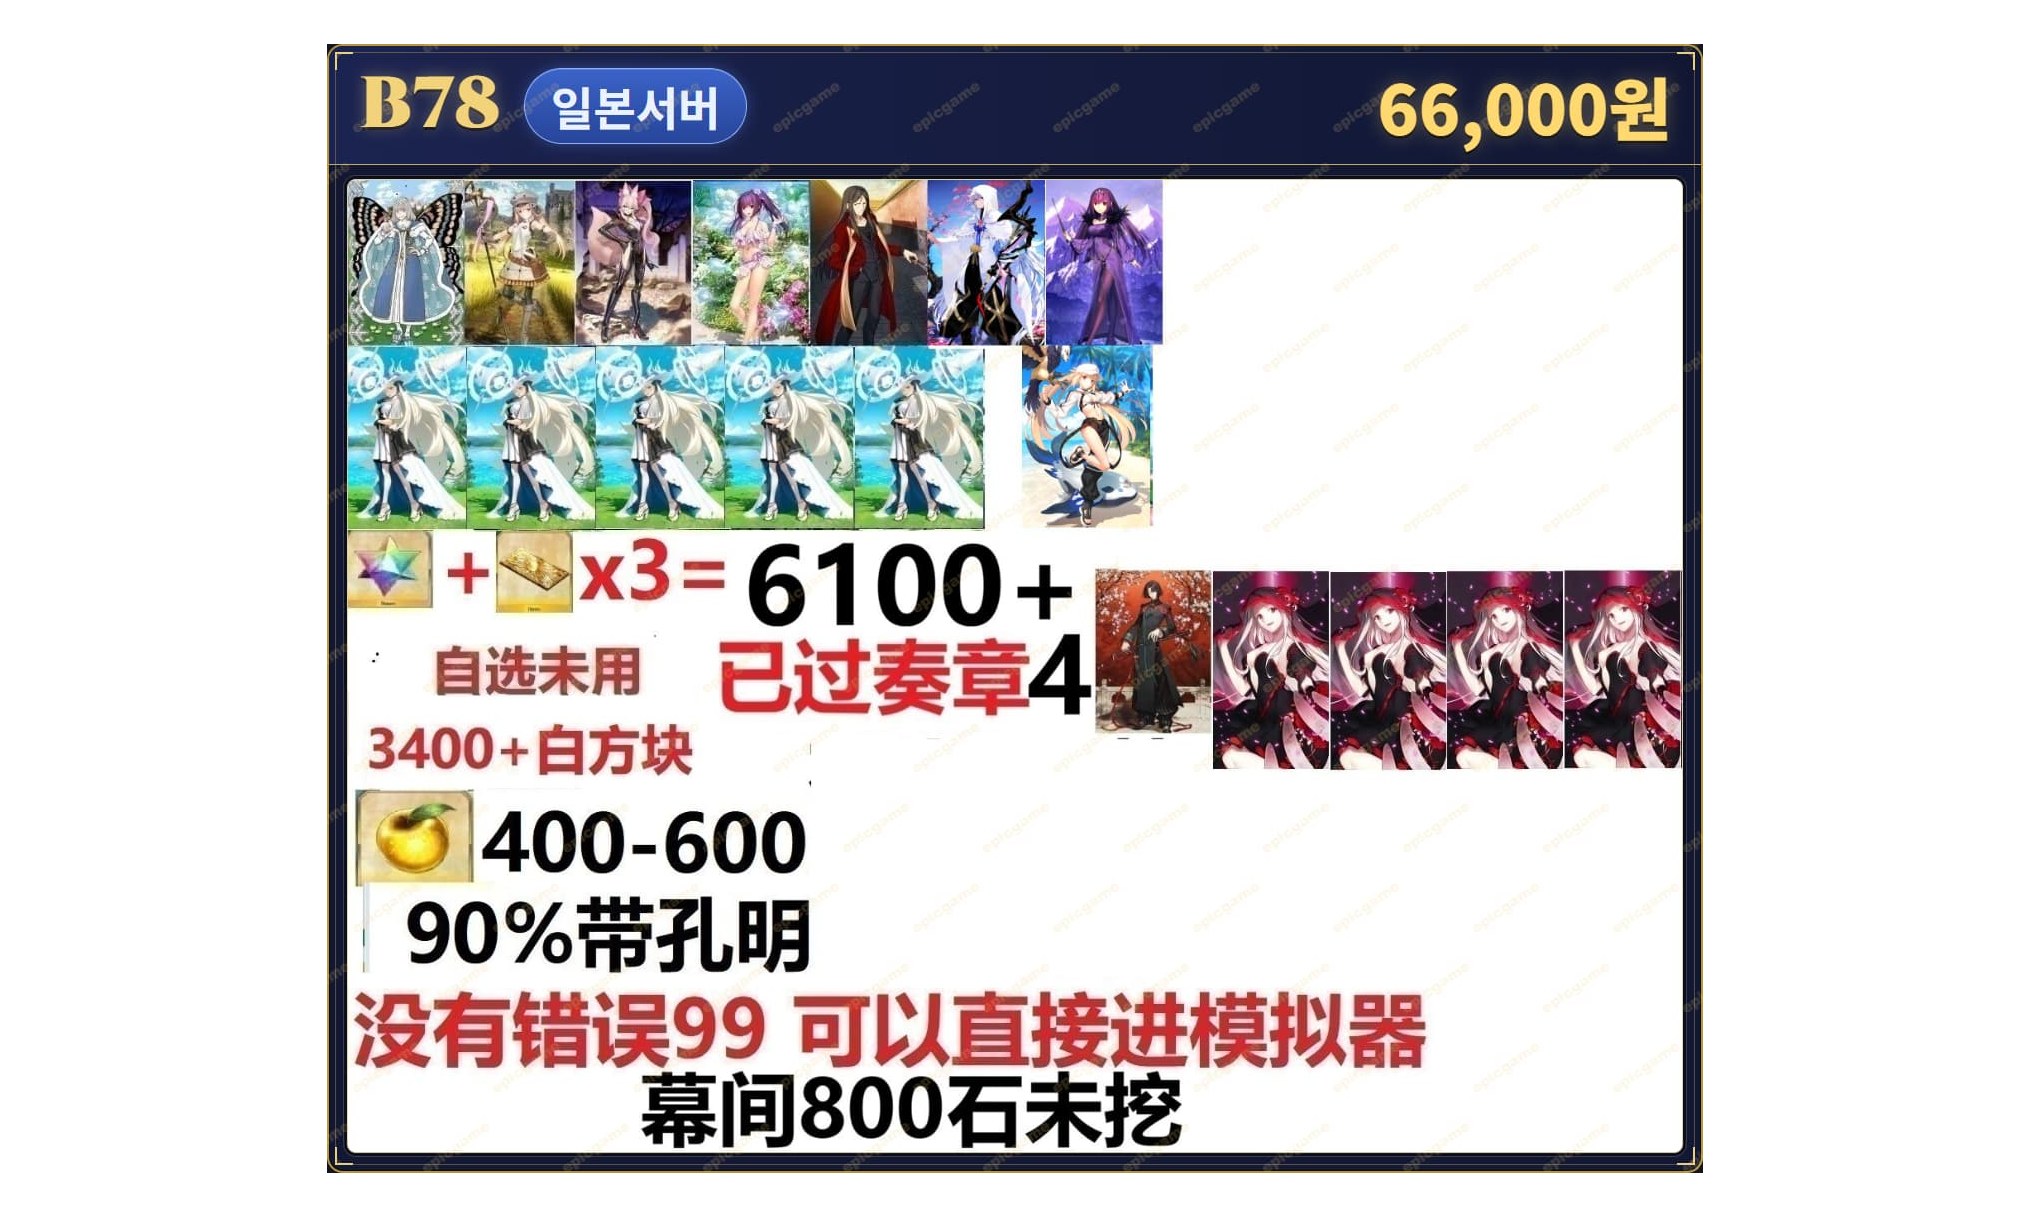 B78 일본서버 66,000원
+ x3= 6100+
自选未用 已过奏章4
3400+白方块
400-600
90%带孔明
没有错误99 可以直接进模拟器
幕间800石未挖
epicgame